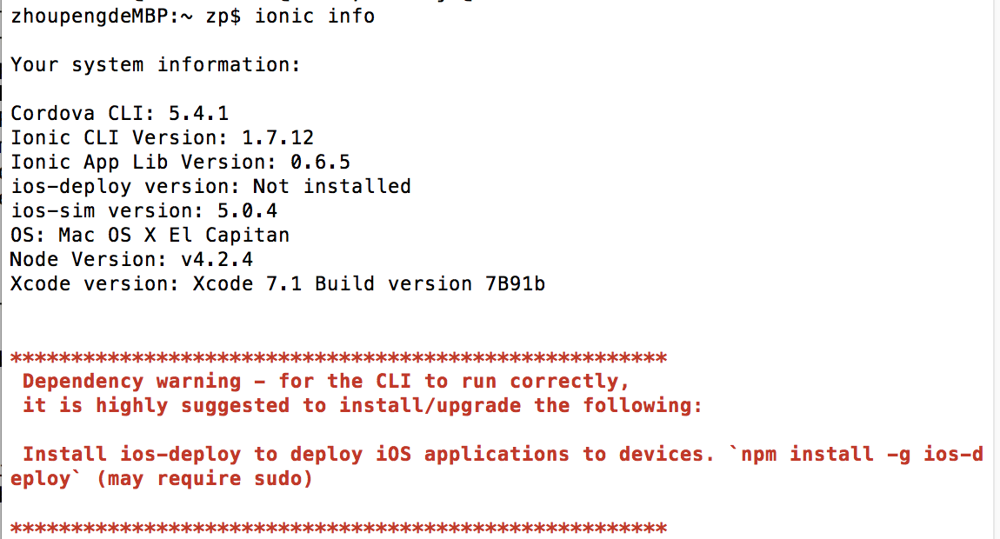 zhoupengdeMBP:~ zp$ ionic info
Your system information:
Cordova CLI: 5.4.1
Ionic CLI Version: 1.7.12
Ionic App Lib Version: 0.6.5
ios-deploy version: Not installed
ios-sim version: 5.0.4
OS: Mac OS X El Capitan
Node Version: v4.2.4
Xcode version: Xcode 7.1 Build version 7B91b
******************************************************
Dependency warning - for the CLI to run correctly,
it is highly suggested to install/upgrade the following:
Install ios-deploy to deploy iOS applications to devices. `npm install -g ios-d
eploy` (may require sudo)
******************************************************